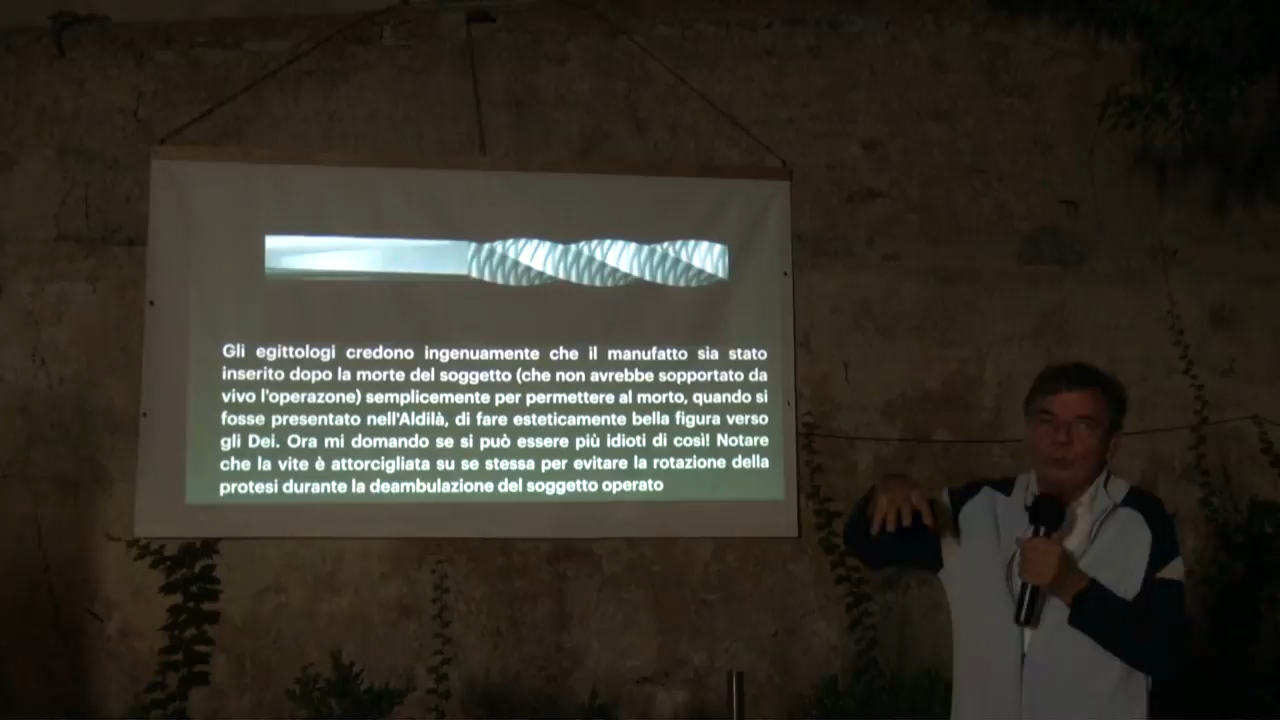 Gli egittologi credono ingenuamente che il manufatto sia stato
inserito dopo la morte del soggetto (che non avrebbe sopportato da
vivo l'operazone) semplicemente per permettere al morto, quando si
fosse presentato nell'Aldilà, di fare esteticamente bella figura verso
gli Dei. Ora mi domando se si può essere più idioti di così! Notare
che la vite è attorcigliata su se stessa per evitare la rotazione della
protesi durante la deambulazione del soggetto operato